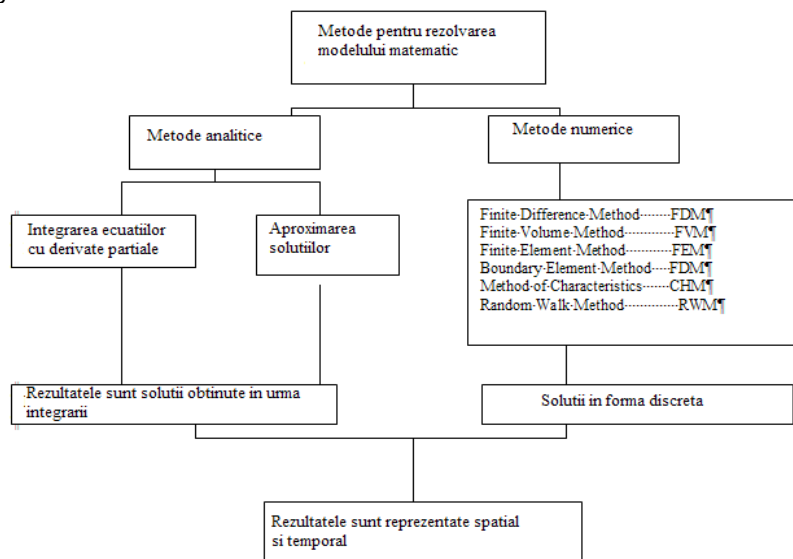 Metode pentru rezolvarea
modelului matematic
Metode analitice
Metode numerice
Integrarea ecuatiilor
cu derivate partiale
Aproximarea
solutiilor
Finite·Difference·Method········FDM¶
Finite·Volume·Method·············FVM¶
Finite·Element·Method············FEM¶
Boundary·Element·Method····FDM¶
Method·of·Characteristics·······CHM¶
Random·Walk·Method··············RWM¶
Rezultatele sunt solutii obtinute in urma
integrarii
Solutii in forma discreta
Rezultatele sunt reprezentate spatial
si temporal